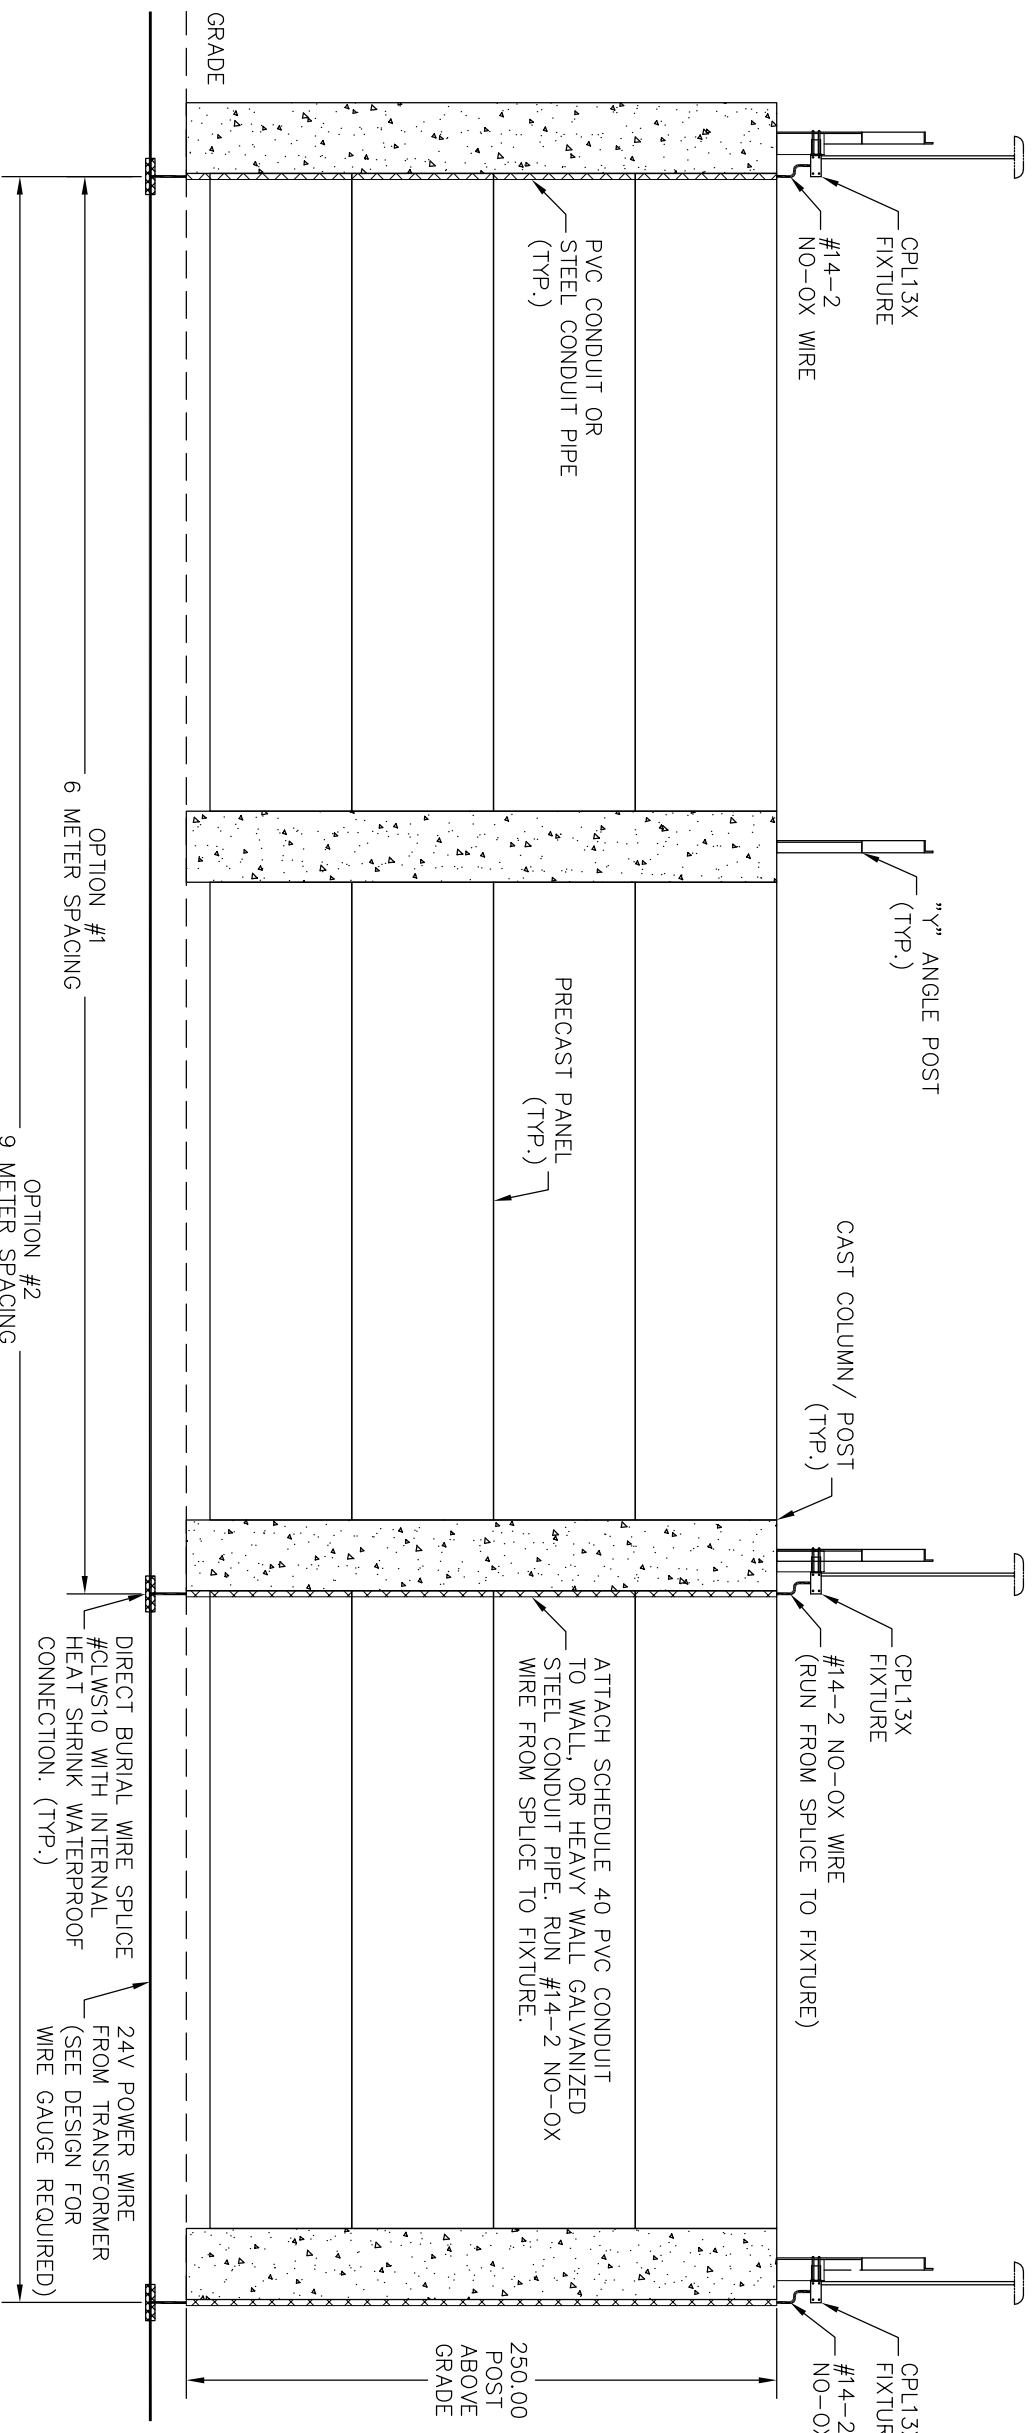 CPL13X
FIXTURE
#14-2
NO-OX WIRE
"Y" ANGLE POST
(TYP.)
CAST COLUMN/ POST
(TYP.)
CPL13X
FIXTURE
#14-2 NO-OX WIRE
(RUN FROM SPLICE TO FIXTURE)
#14-2
PVC CONDUIT OR
STEEL CONDUIT PIPE
(TYP.)
PRECAST PANEL
(TYP.)
ATTACH SCHEDULE 40 PVC CONDUIT
TO WALL, OR HEAVY WALL GALVANIZED
STEEL CONDUIT PIPE. RUN #14-2 NO-OX
WIRE FROM SPLICE TO FIXTURE.
250.00
POST
ABOVE
GRADE
GRADE
OPTION #1
6 METER SPACING
DIRECT BURIAL WIRE SPLICE
#CLWS10 WITH INTERNAL
HEAT SHRINK WATERPROOF
CONNECTION. (TYP.)
24V POWER WIRE
FROM TRANSFORMER
(SEE DESIGN FOR
WIRE GAUGE REQUIRED)
OPTION #2
9 METER SPACING